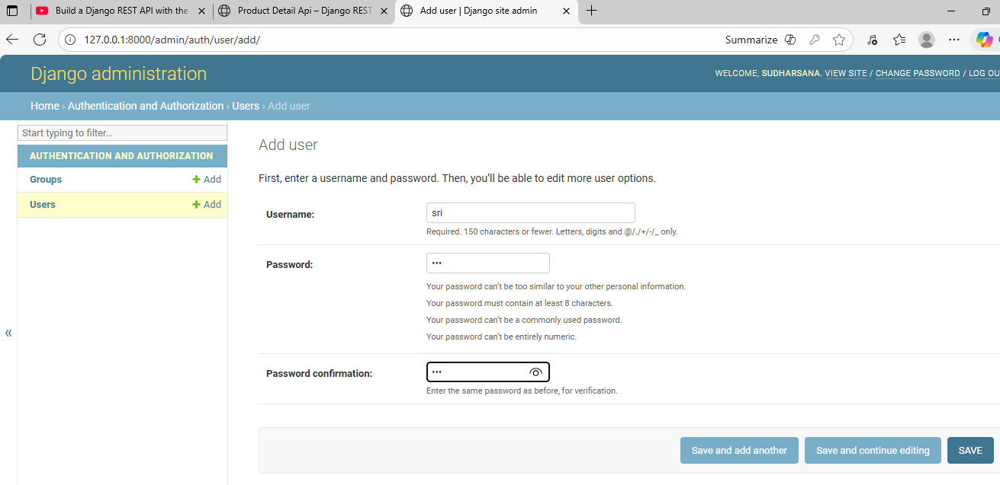 Build a Django REST API with the
Product Detail Api – Django REST
Add user | Django site admin
127.0.0.1:8000/admin/auth/user/add/
Summarize
Django administration
WELCOME, SUDHARSANA. VIEW SITE / CHANGE PASSWORD / LOG OU
Home › Authentication and Authorization › Users › Add user
Start typing to filter…
AUTHENTICATION AND AUTHORIZATION
Groups + Add
Users + Add
«
Add user
First, enter a username and password. Then, you’ll be able to edit more user options.
Username: sri
Required. 150 characters or fewer. Letters, digits and @/./+/-/_ only.
Password: •••
Your password can’t be too similar to your other personal information.
Your password must contain at least 8 characters.
Your password can’t be a commonly used password.
Your password can’t be entirely numeric.
Password confirmation: •••
Enter the same password as before, for verification.
Save and add another
Save and continue editing
SAVE